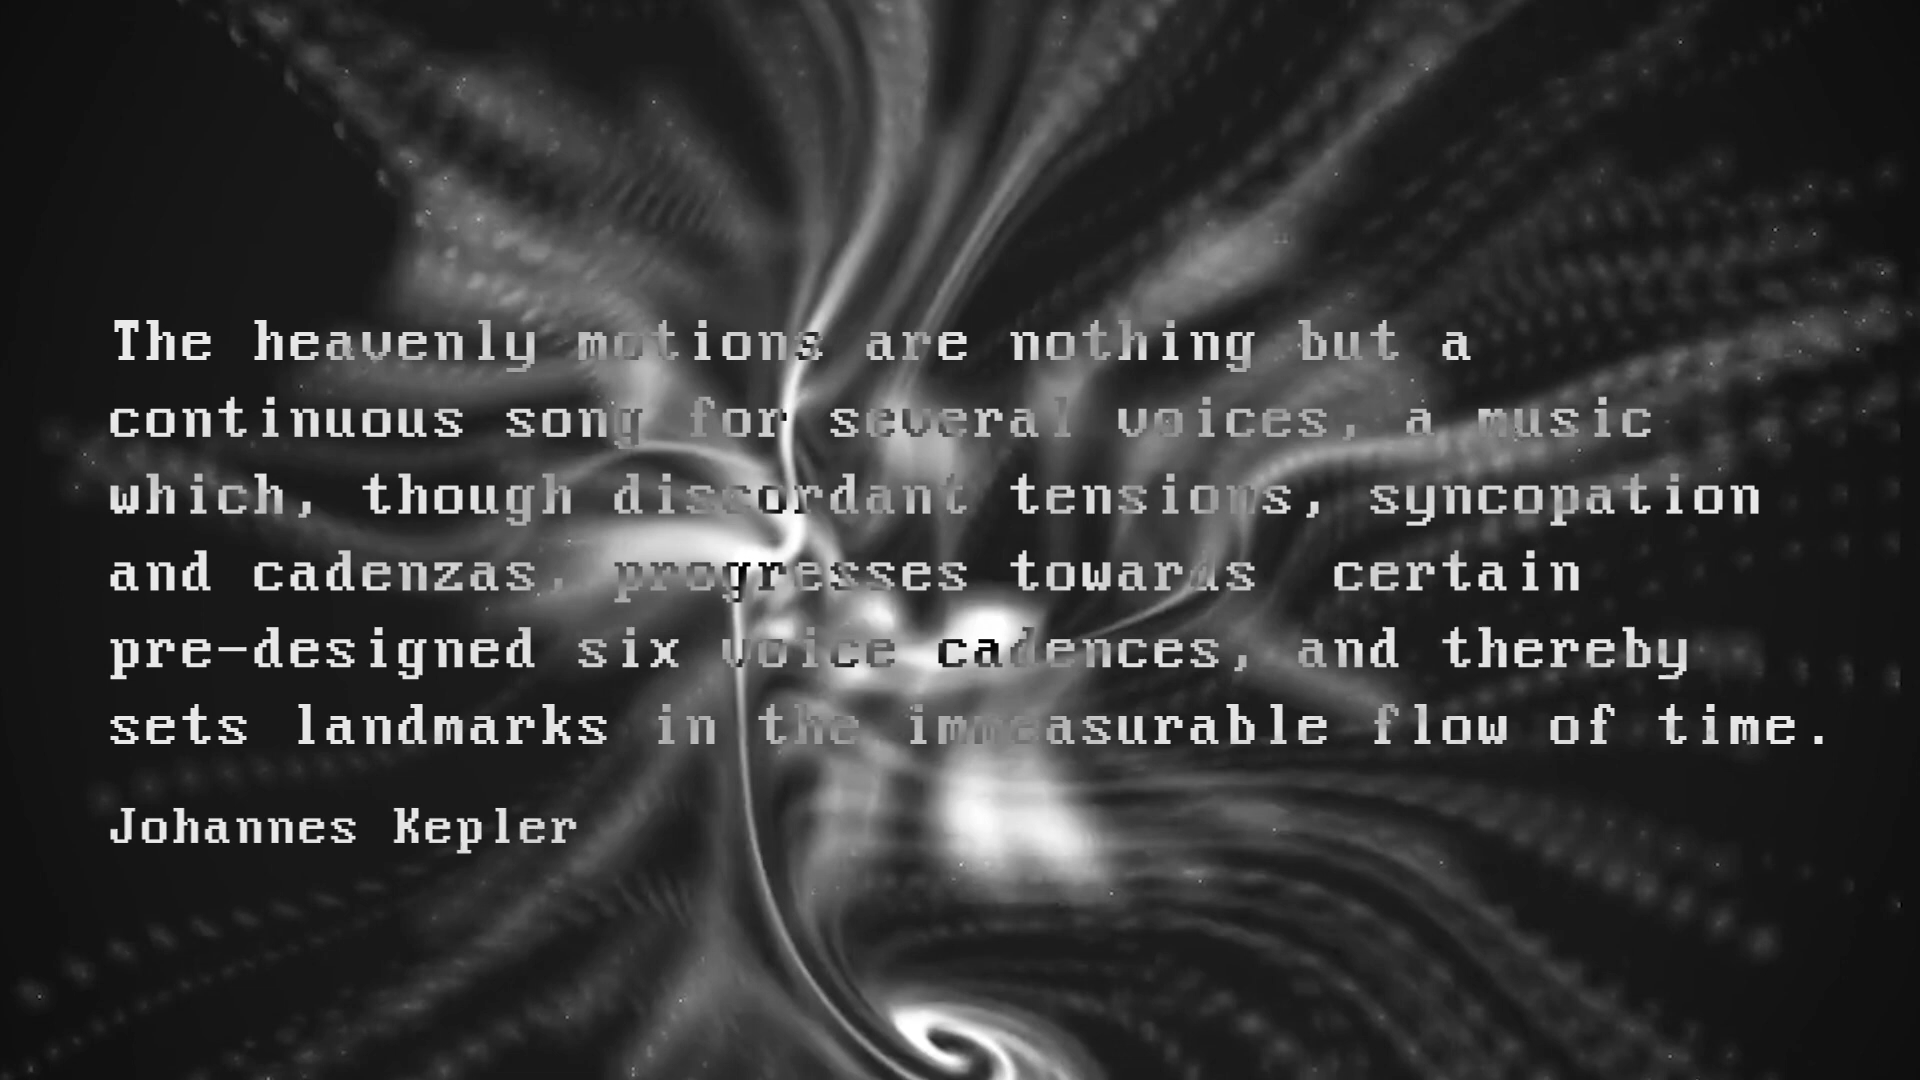 The heavenly motions are nothing but a
continuous song for several voices, a music
which, though discordant tensions, syncopation
and cadenzas, progresses towards  certain
pre-designed six voice cadences, and thereby
sets landmarks in the immeasurable flow of time.
Johannes Kepler